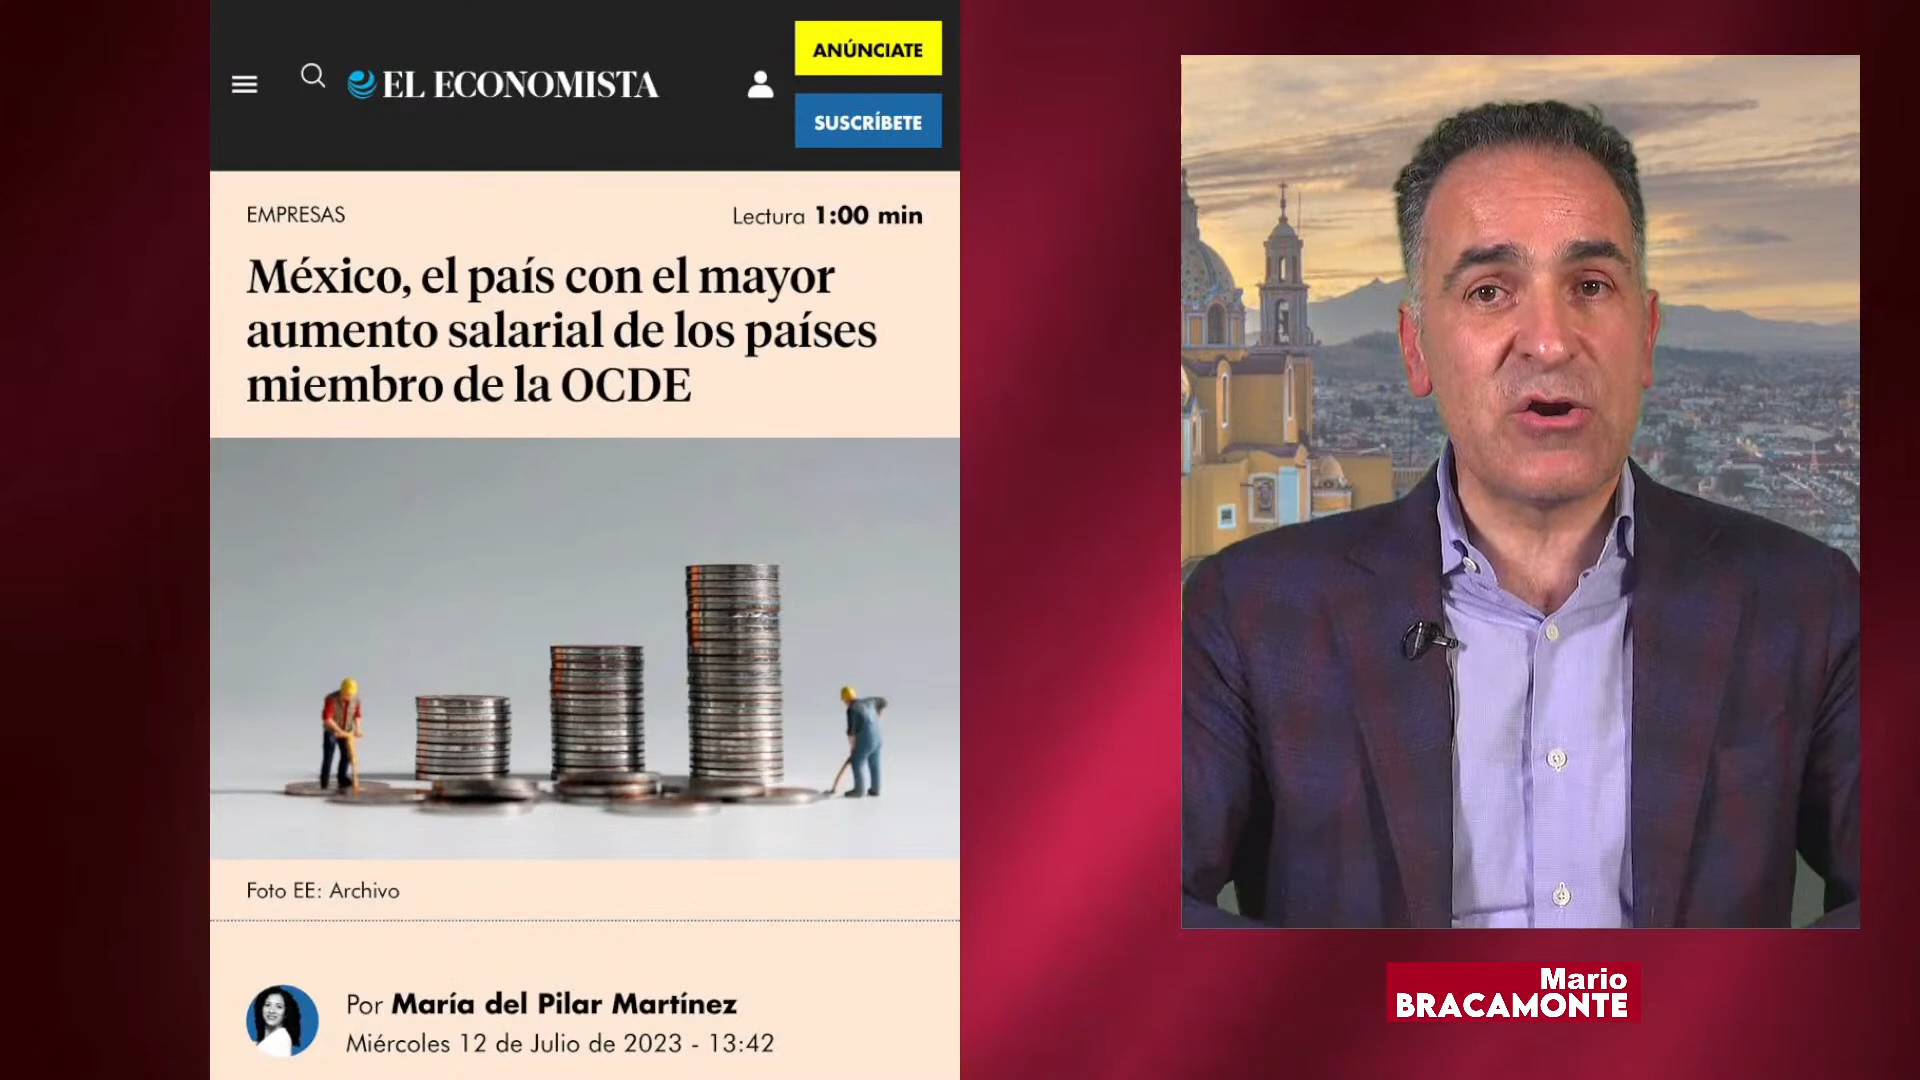 EL ECONOMISTA
ANÚNCIATE
SUSCRÍBETE
EMPRESAS
Lectura 1:00 min
México, el país con el mayor
aumento salarial de los países
miembro de la OCDE
Foto EE: Archivo
Por María del Pilar Martínez
Miércoles 12 de Julio de 2023 - 13:42
Mario
BRACAMONTE